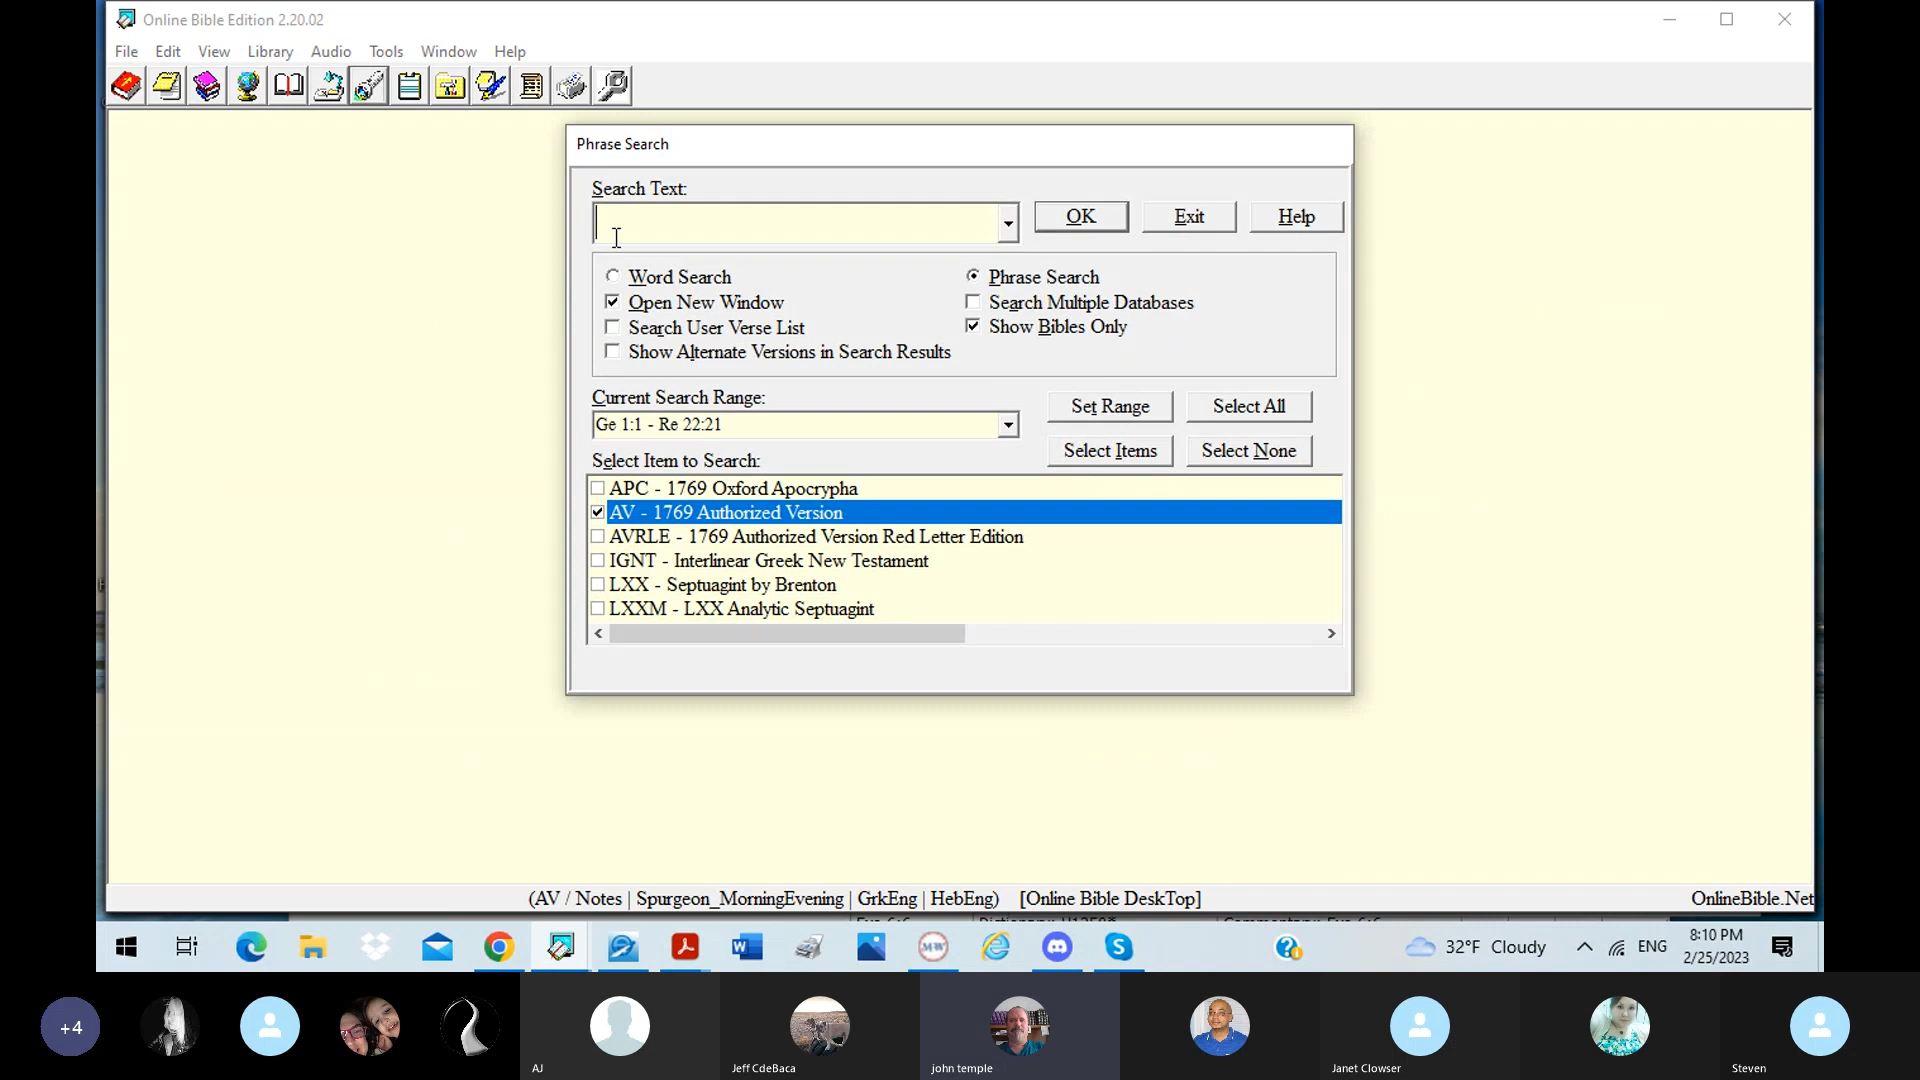 Online Bible Edition 2.20.02
File Edit View Library Audio Tools Window Help
Phrase Search
Search Text:
OK Exit Help
Word Search Phrase Search
Open New Window Search Multiple Databases
Search User Verse List Show Bibles Only
Show Alternate Versions in Search Results
Current Search Range:
Set Range Select All
Ge 1:1 - Re 22:21
Select Items Select None
Select Item to Search:
APC - 1769 Oxford Apocrypha
AV - 1769 Authorized Version
AVRLE - 1769 Authorized Version Red Letter Edition
IGNT - Interlinear Greek New Testament
LXX - Septuagint by Brenton
LXXM - LXX Analytic Septuagint
(AV / Notes | Spurgeon_MorningEvening | GrkEng | HebEng) [Online Bible DeskTop] OnlineBible.Net
32°F Cloudy ENG 8:10 PM
2/25/2023
+4
AJ Jeff CdeBaca john temple Janet Clowser Steven